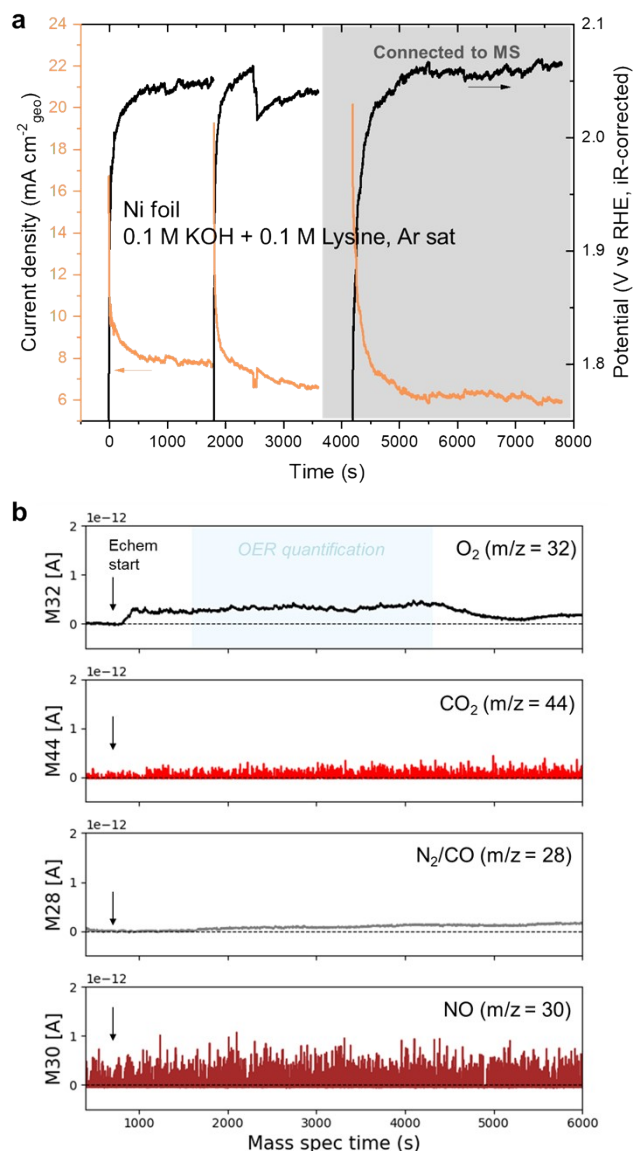 a
24
22
20
18
16
14
12
10
8
6
Current density (mA cm⁻²geo)
2.1
2.0
1.9
1.8
Potential (V vs RHE, iR-corrected)
Connected to MS
Ni foil
0.1 M KOH + 0.1 M Lysine, Ar sat
0 1000 2000 3000 4000 5000 6000 7000 8000
Time (s)
b
1e−12
2
1
0
M32 [A]
Echem
start
OER quantification
O₂ (m/z = 32)
1e−12
2
1
0
M44 [A]
CO₂ (m/z = 44)
1e−12
2
1
0
M28 [A]
N₂/CO (m/z = 28)
1e−12
2
1
0
M30 [A]
NO (m/z = 30)
1000 2000 3000 4000 5000 6000
Mass spec time (s)